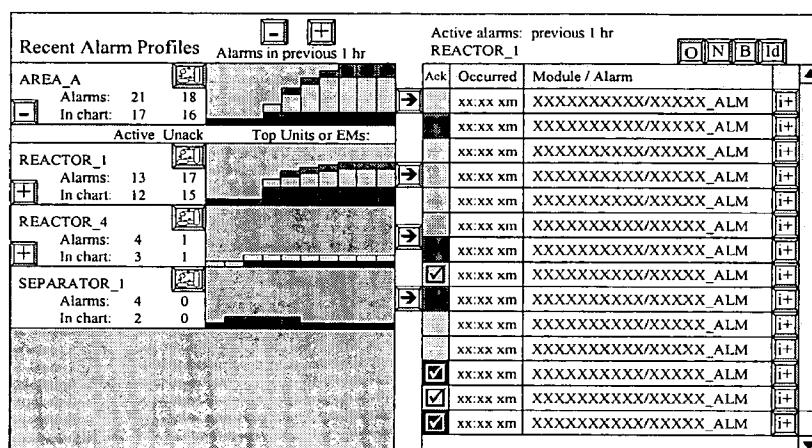 Recent Alarm Profiles
- +
Alarms in previous 1 hr
AREA_A
Alarms: 21 18
In chart: 17 16
-
Active Unack Top Units or EMs:
REACTOR_1
Alarms: 13 17
In chart: 12 15
+
REACTOR_4
Alarms: 4 1
In chart: 3 1
+
SEPARATOR_1
Alarms: 4 0
In chart: 2 0
Active alarms: previous 1 hr
REACTOR_1
O N B Id
Ack Occurred Module / Alarm
xx:xx xm XXXXXXXXXX/XXXXX_ALM i+
xx:xx xm XXXXXXXXXX/XXXXX_ALM i+
xx:xx xm XXXXXXXXXX/XXXXX_ALM i+
xx:xx xm XXXXXXXXXX/XXXXX_ALM i+
xx:xx xm XXXXXXXXXX/XXXXX_ALM i+
xx:xx xm XXXXXXXXXX/XXXXX_ALM i+
xx:xx xm XXXXXXXXXX/XXXXX_ALM i+
xx:xx xm XXXXXXXXXX/XXXXX_ALM i+
xx:xx xm XXXXXXXXXX/XXXXX_ALM i+
xx:xx xm XXXXXXXXXX/XXXXX_ALM i+
xx:xx xm XXXXXXXXXX/XXXXX_ALM i+
xx:xx xm XXXXXXXXXX/XXXXX_ALM i+
xx:xx xm XXXXXXXXXX/XXXXX_ALM i+
xx:xx xm XXXXXXXXXX/XXXXX_ALM i+